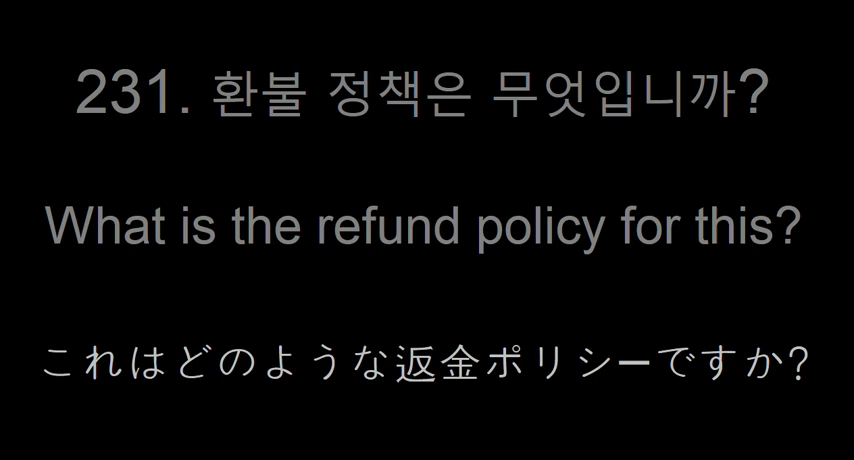 231. 환불 정책은 무엇입니까?
What is the refund policy for this?
これはどのような返金ポリシーですか?